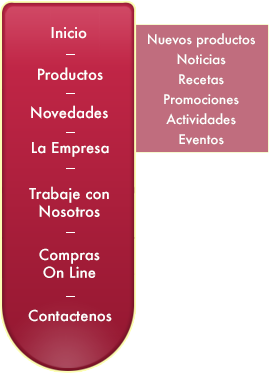 Inicio
Productos
Novedades
La Empresa
Trabaje con
Nosotros
Compras
On Line
Contactenos
Nuevos productos
Noticias
Recetas
Promociones
Actividades
Eventos